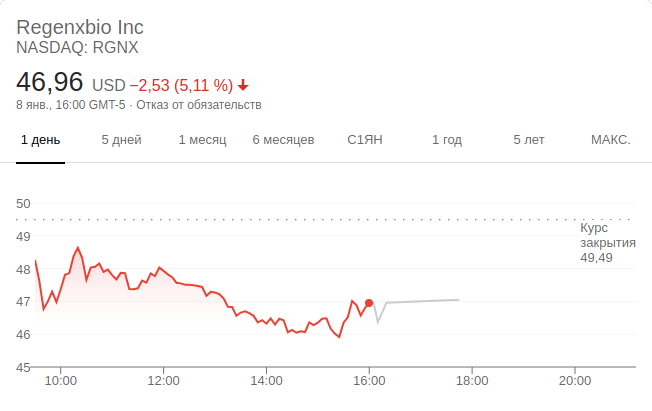 Regenxbio Inc
NASDAQ: RGNX
46,96 USD −2,53 (5,11 %)
8 янв., 16:00 GMT-5 · Отказ от обязательств
1 день 5 дней 1 месяц 6 месяцев С1ЯН 1 год 5 лет МАКС.
50
49
48
47
46
45
Курс
закрытия
49,49
10:00 12:00 14:00 16:00 18:00 20:00